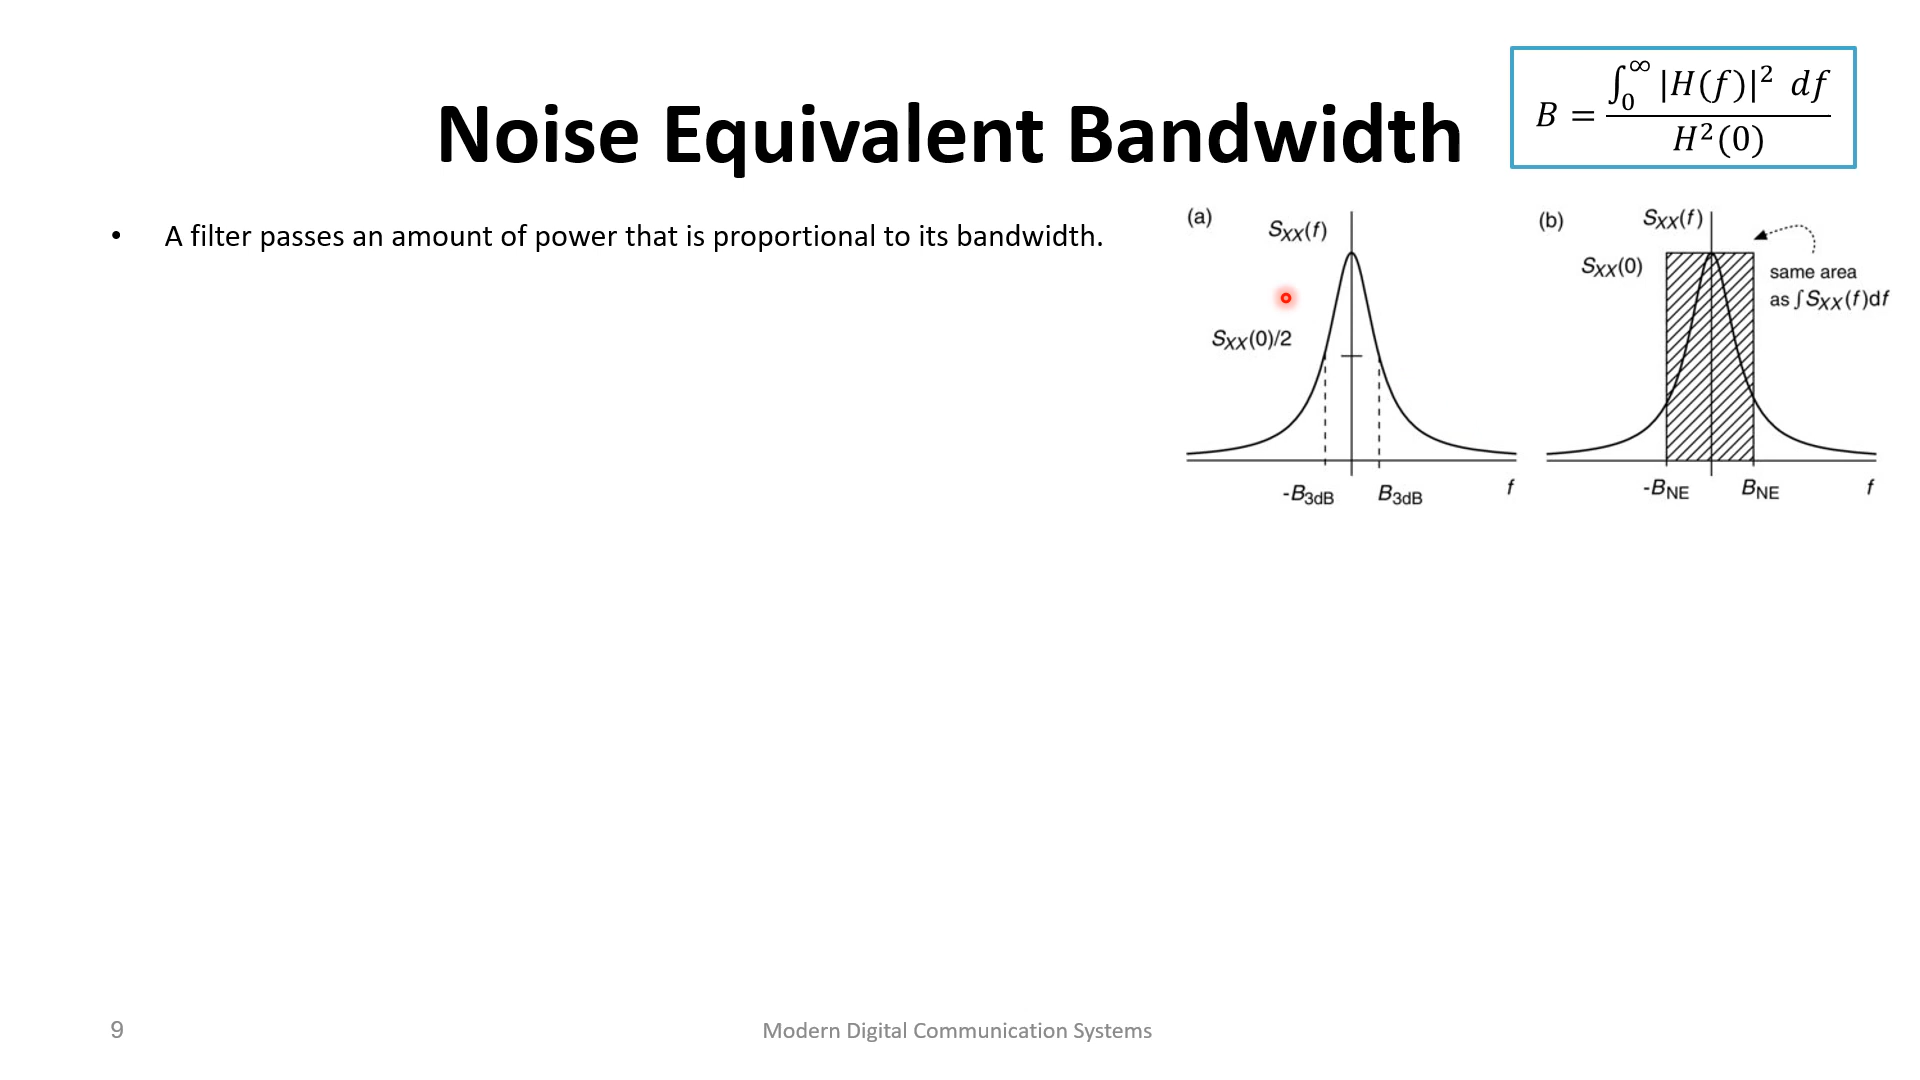 Noise Equivalent Bandwidth
B = ∫₀^∞ |H(f)|² df / H²(0)
• A filter passes an amount of power that is proportional to its bandwidth.
(a)
S_XX(f)
S_XX(0)/2
-B_3dB
B_3dB
f
(b)
S_XX(f)
S_XX(0)
same area
as ∫S_XX(f)df
-B_NE
B_NE
f
9
Modern Digital Communication Systems